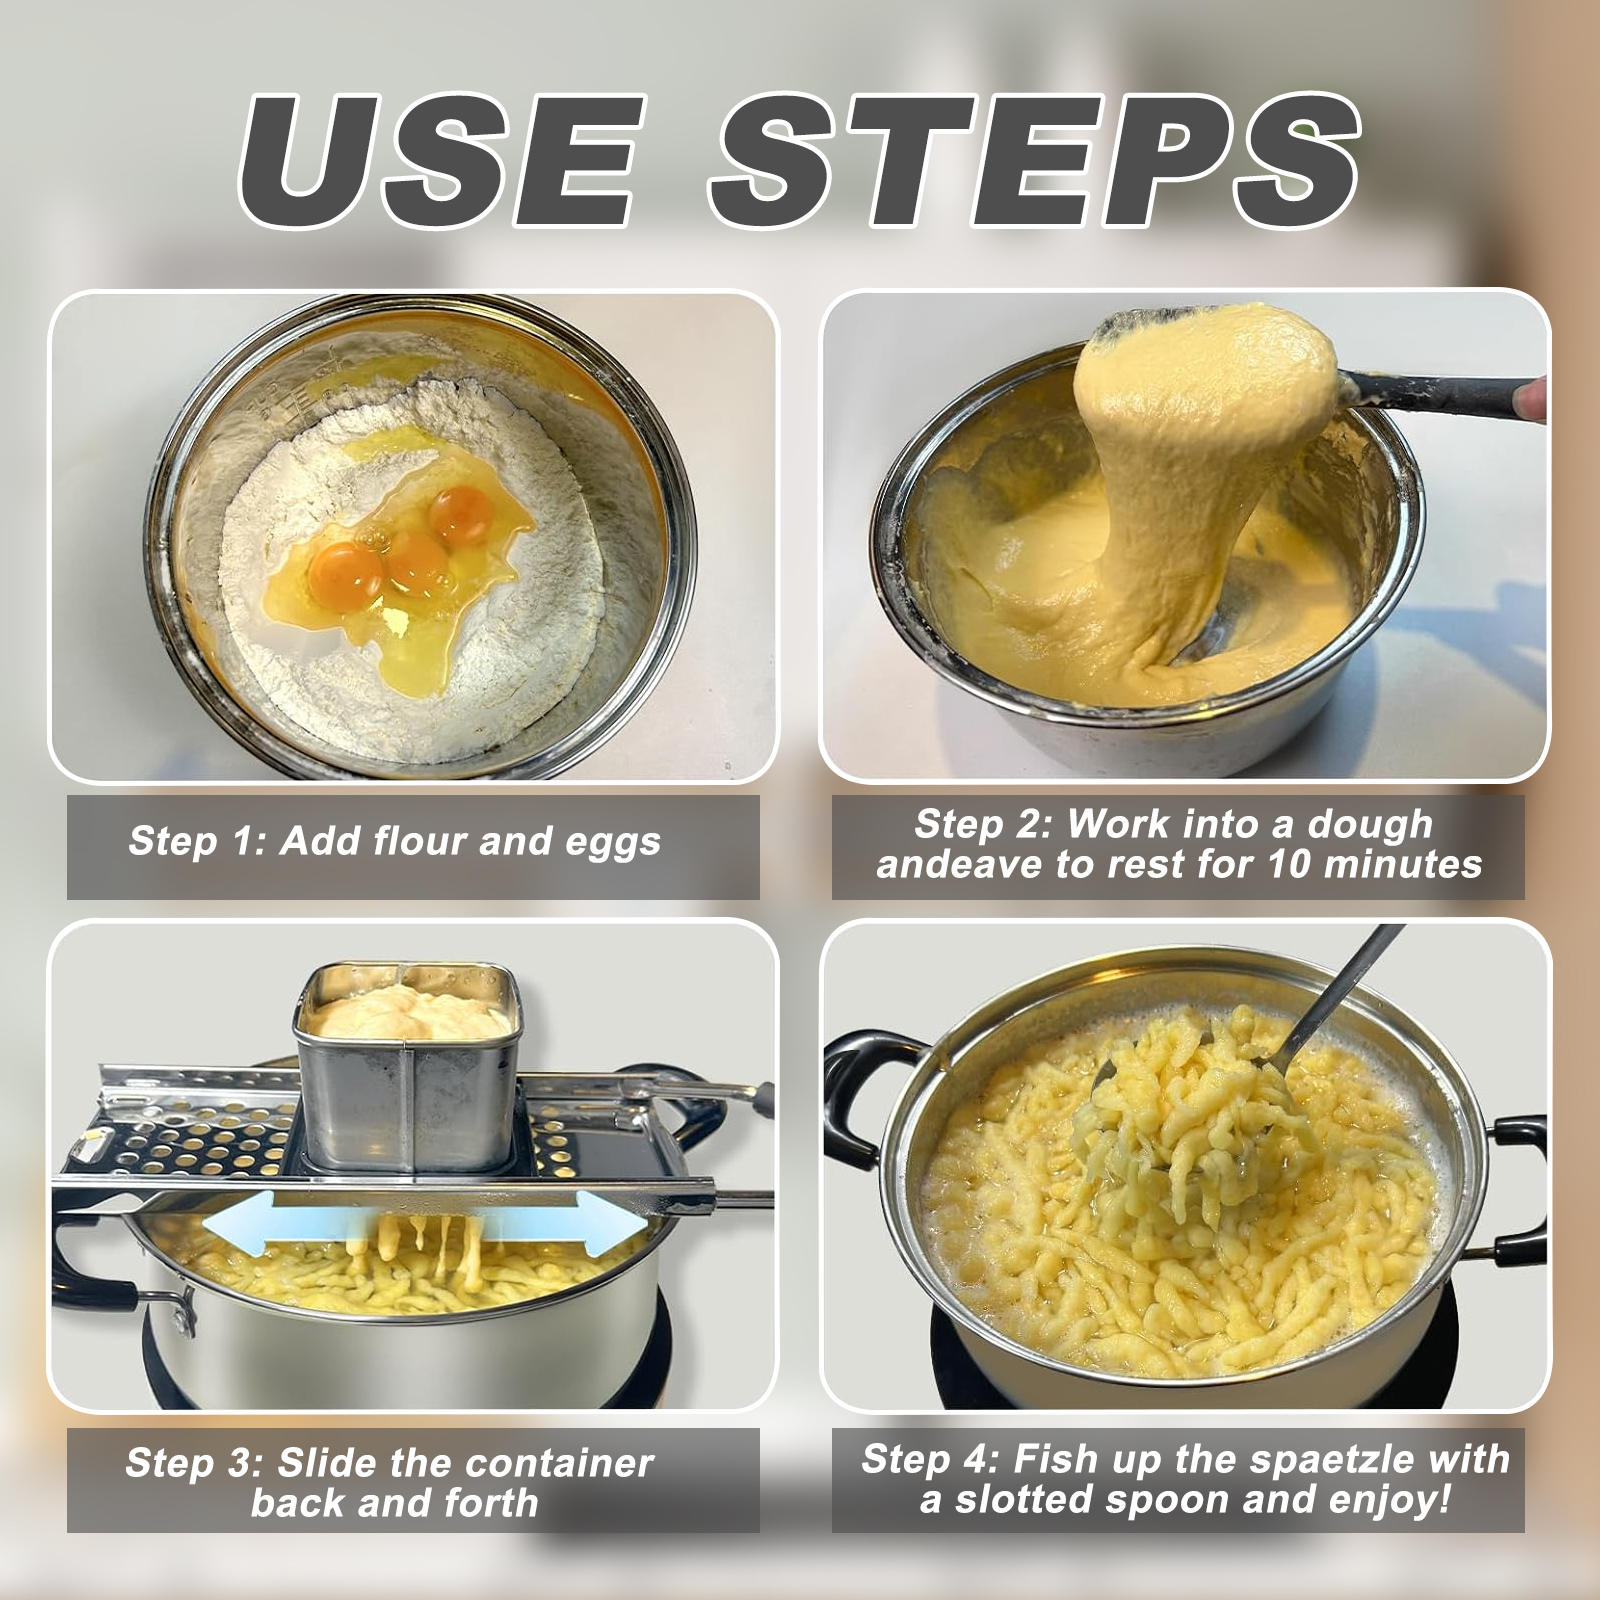 USE STEPS
Step 1: Add flour and eggs
Step 2: Work into a dough
andeave to rest for 10 minutes
Step 3: Slide the container
back and forth
Step 4: Fish up the spaetzle with
a slotted spoon and enjoy!